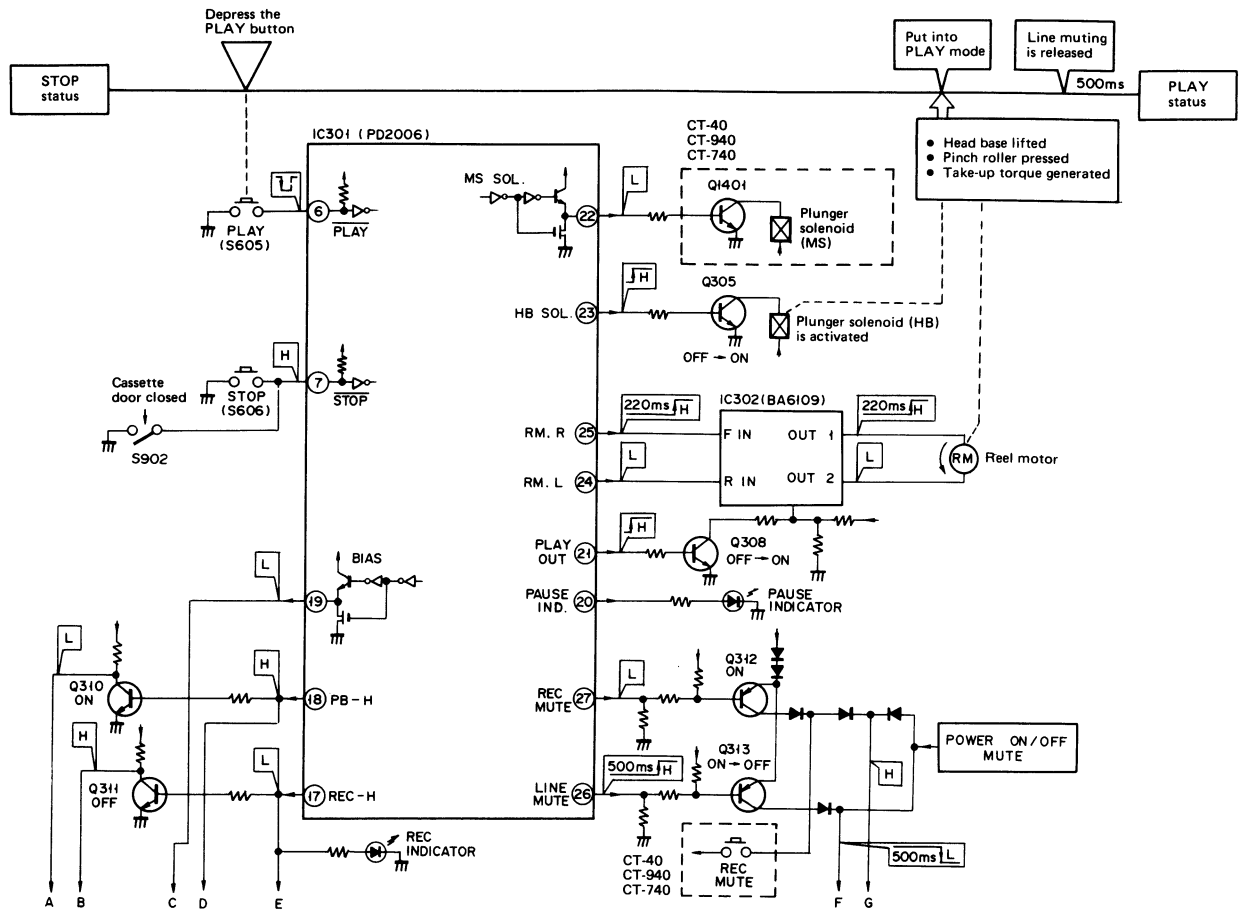 Depress the
PLAY button
STOP
status
Put into
PLAY mode
Line muting
is released
500ms
PLAY
status
● Head base lifted
● Pinch roller pressed
● Take-up torque generated
IC301 (PD2006)
CT-40
CT-940
CT-740
MS SOL.
22
L
Q1401
Plunger
solenoid
(MS)
6
PLAY
PLAY
(S605)
HB SOL.
23
H
Q305
Plunger solenoid (HB)
is activated
OFF → ON
H
7
STOP
STOP
(S606)
Cassette
door closed
S902
IC302(BA6109)
RM. R
25
220ms H
F IN
OUT 1
220ms H
RM. L
24
L
R IN
OUT 2
L
RM
Reel motor
PLAY
OUT
21
H
Q308
OFF → ON
L
19
BIAS
PAUSE
IND.
20
PAUSE
INDICATOR
L
Q310
ON
H
18
PB-H
REC
MUTE
27
L
Q312
ON
H
Q311
OFF
L
17
REC-H
LINE
MUTE
26
500ms H
Q313
ON → OFF
H
POWER ON/OFF
MUTE
REC
INDICATOR
CT-40
CT-940
CT-740
REC
MUTE
500ms L
A
B
C
D
E
F
G